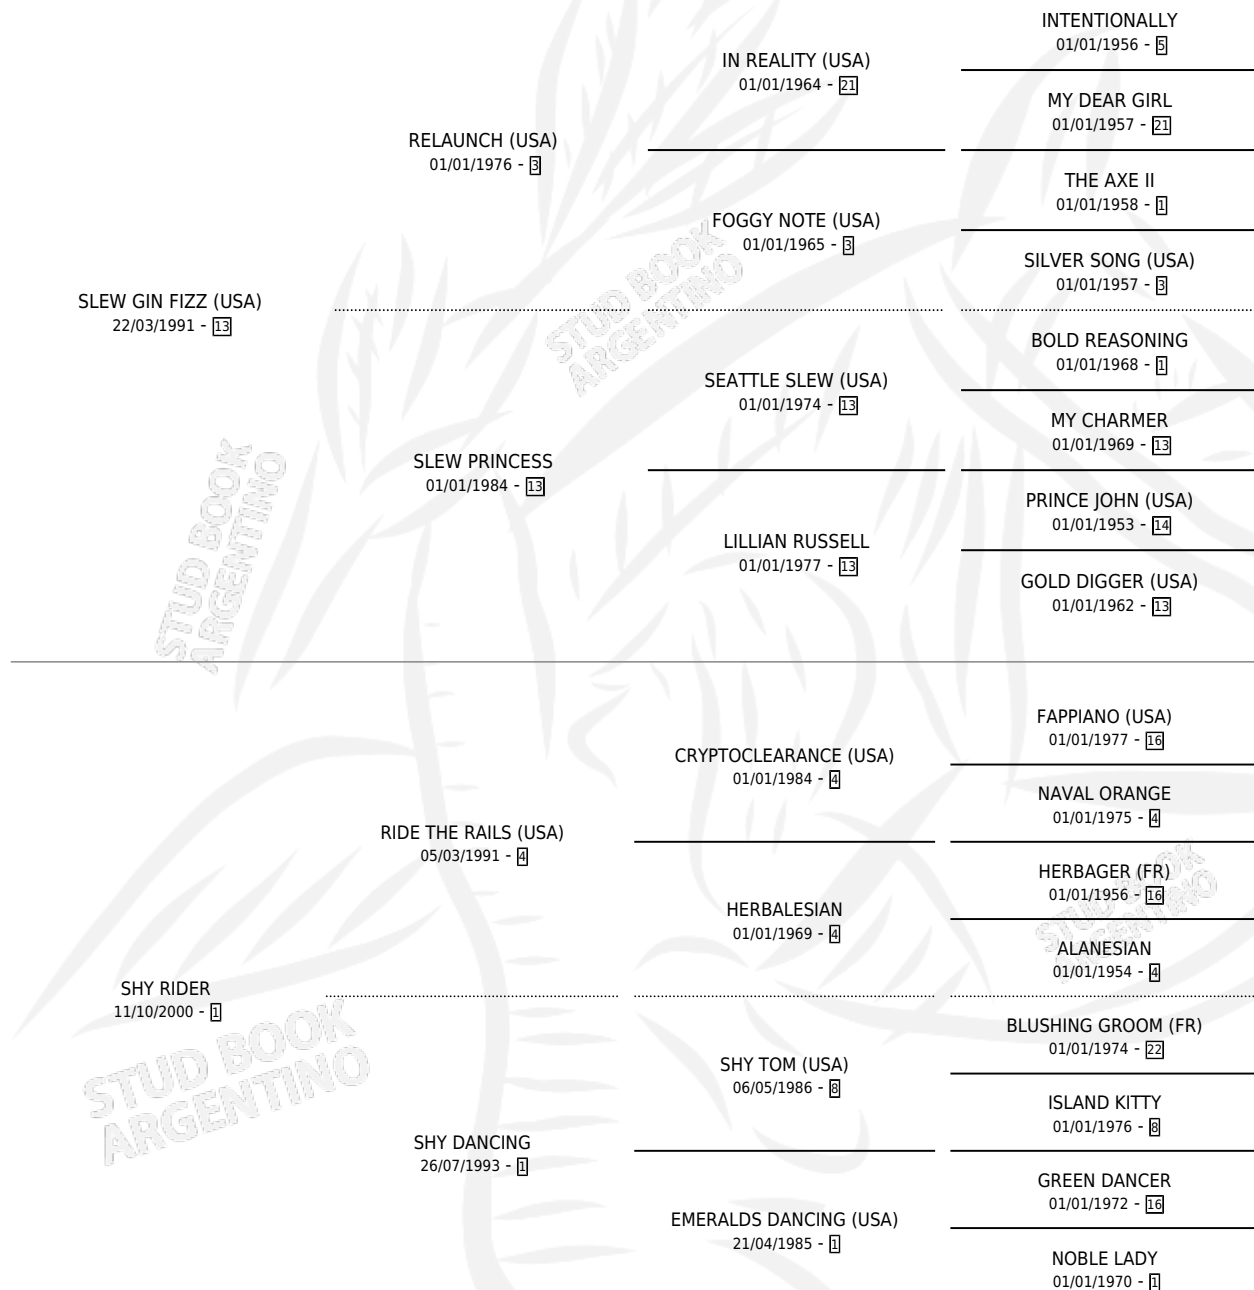 INTENTIONALLY
01/01/1956 - 5
IN REALITY (USA)
01/01/1964 - 21
MY DEAR GIRL
01/01/1957 - 21
RELAUNCH (USA)
01/01/1976 - 3
THE AXE II
01/01/1958 - 1
FOGGY NOTE (USA)
01/01/1965 - 3
SILVER SONG (USA)
01/01/1957 - 3
SLEW GIN FIZZ (USA)
22/03/1991 - 13
BOLD REASONING
01/01/1968 - 1
SEATTLE SLEW (USA)
01/01/1974 - 13
MY CHARMER
01/01/1969 - 13
SLEW PRINCESS
01/01/1984 - 13
PRINCE JOHN (USA)
01/01/1953 - 14
LILLIAN RUSSELL
01/01/1977 - 13
GOLD DIGGER (USA)
01/01/1962 - 13
STUD BOOK
ARGENTINO
STUD BOOK
ARGENTINO
FAPPIANO (USA)
01/01/1977 - 16
CRYPTOCLEARANCE (USA)
01/01/1984 - 4
NAVAL ORANGE
01/01/1975 - 4
RIDE THE RAILS (USA)
05/03/1991 - 4
HERBAGER (FR)
01/01/1956 - 16
HERBALESIAN
01/01/1969 - 4
ALANESIAN
01/01/1954 - 4
SHY RIDER
11/10/2000 - 1
BLUSHING GROOM (FR)
01/01/1974 - 22
SHY TOM (USA)
06/05/1986 - 8
ISLAND KITTY
01/01/1976 - 8
SHY DANCING
26/07/1993 - 1
GREEN DANCER
01/01/1972 - 16
EMERALDS DANCING (USA)
21/04/1985 - 1
NOBLE LADY
01/01/1970 - 1
STUD BOOK
ARGENTINO
STUD BOOK
ARGENTINO